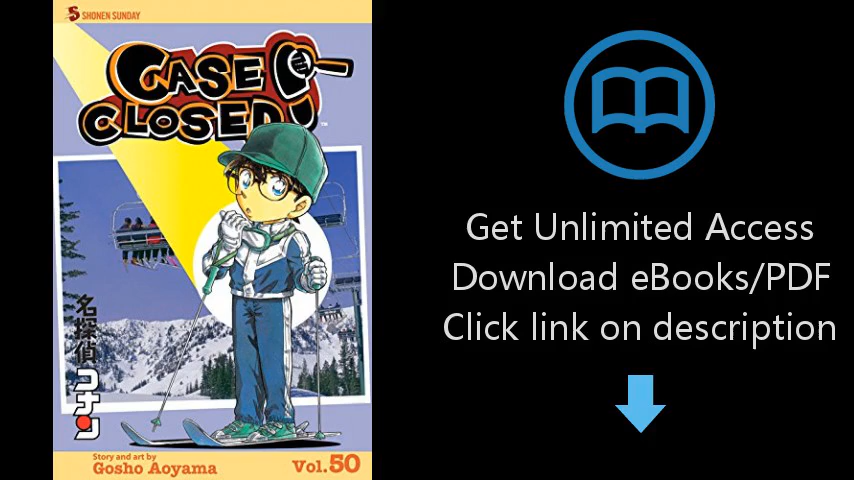 SHONEN SUNDAY
CASE
CLOSED
™
名探偵コナン
Story and art by
Gosho Aoyama
Vol.50
Get Unlimited Access
Download eBooks/PDF
Click link on description